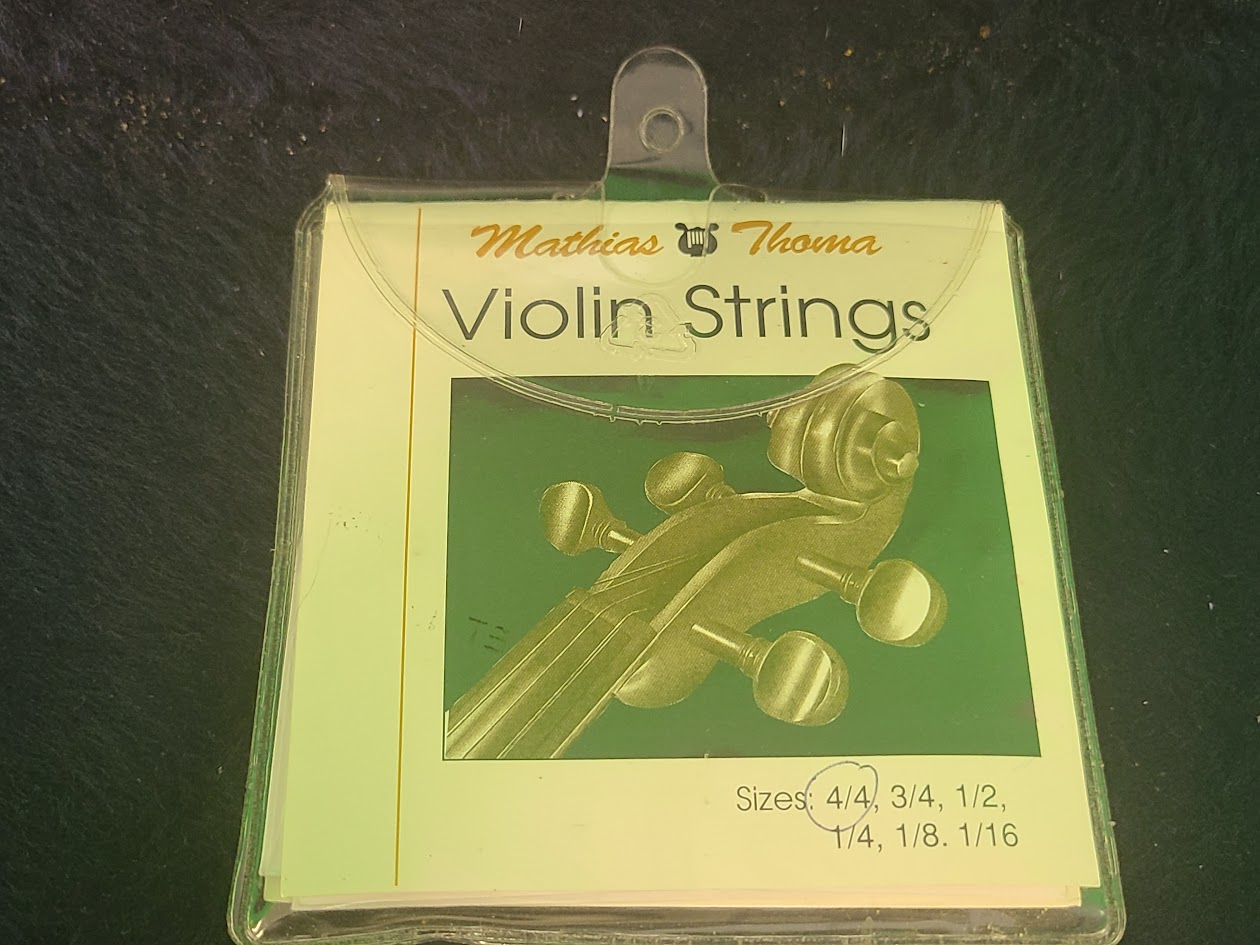 Mathias Thoma
Violin Strings
Sizes: 4/4, 3/4, 1/2,
1/4, 1/8. 1/16